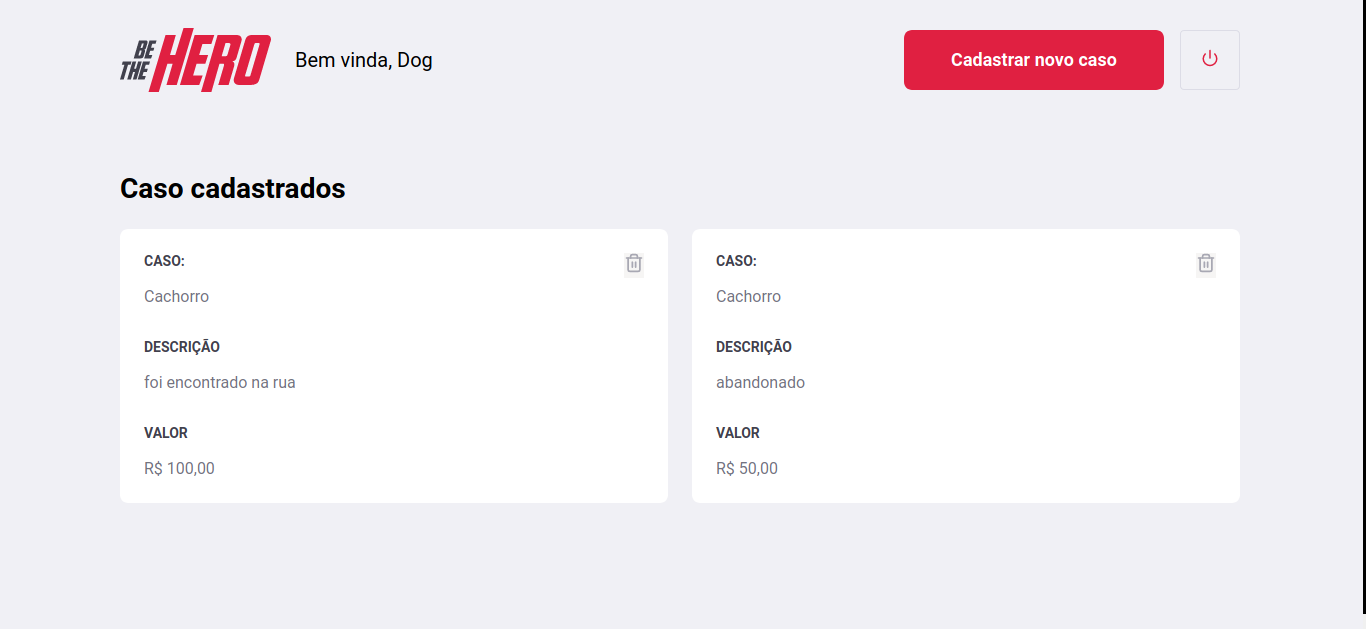 BE
THE
HERO
Bem vinda, Dog
Cadastrar novo caso
Caso cadastrados
CASO:
Cachorro
DESCRIÇÃO
foi encontrado na rua
VALOR
R$ 100,00
CASO:
Cachorro
DESCRIÇÃO
abandonado
VALOR
R$ 50,00